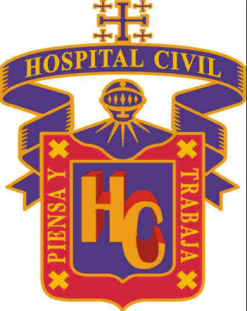 HOSPITAL CIVIL
HC
PIENSA Y
TRABAJA